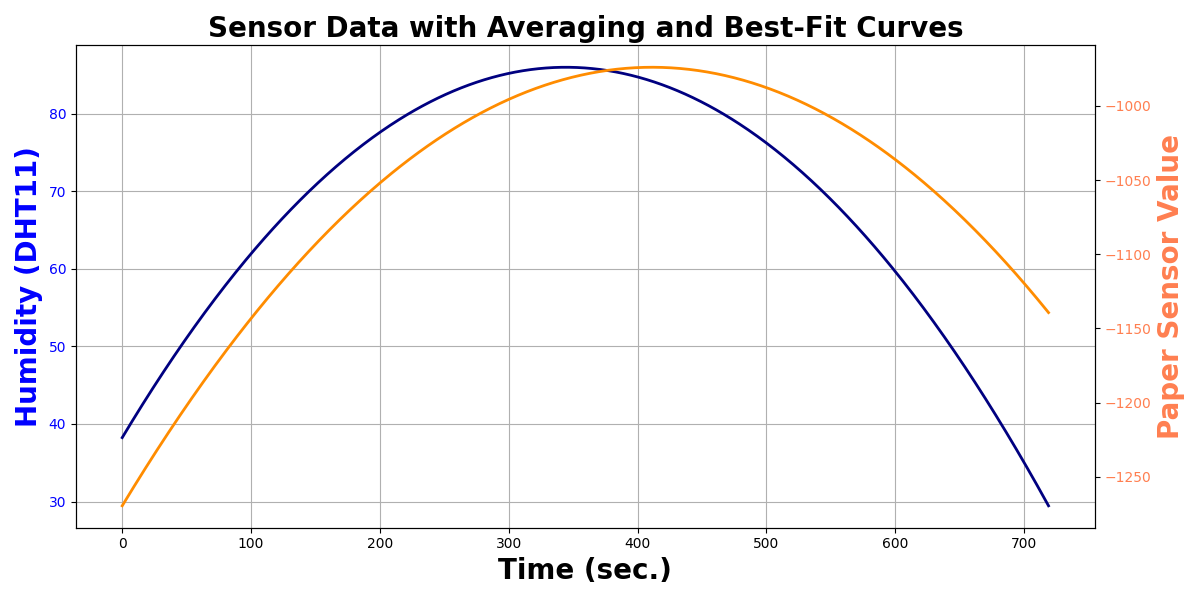 Sensor Data with Averaging and Best-Fit Curves
Humidity (DHT11)
80
70
60
50
40
30
−1000
−1050
−1100
−1150
−1200
−1250
Paper Sensor Value
0 100 200 300 400 500 600 700
Time (sec.)